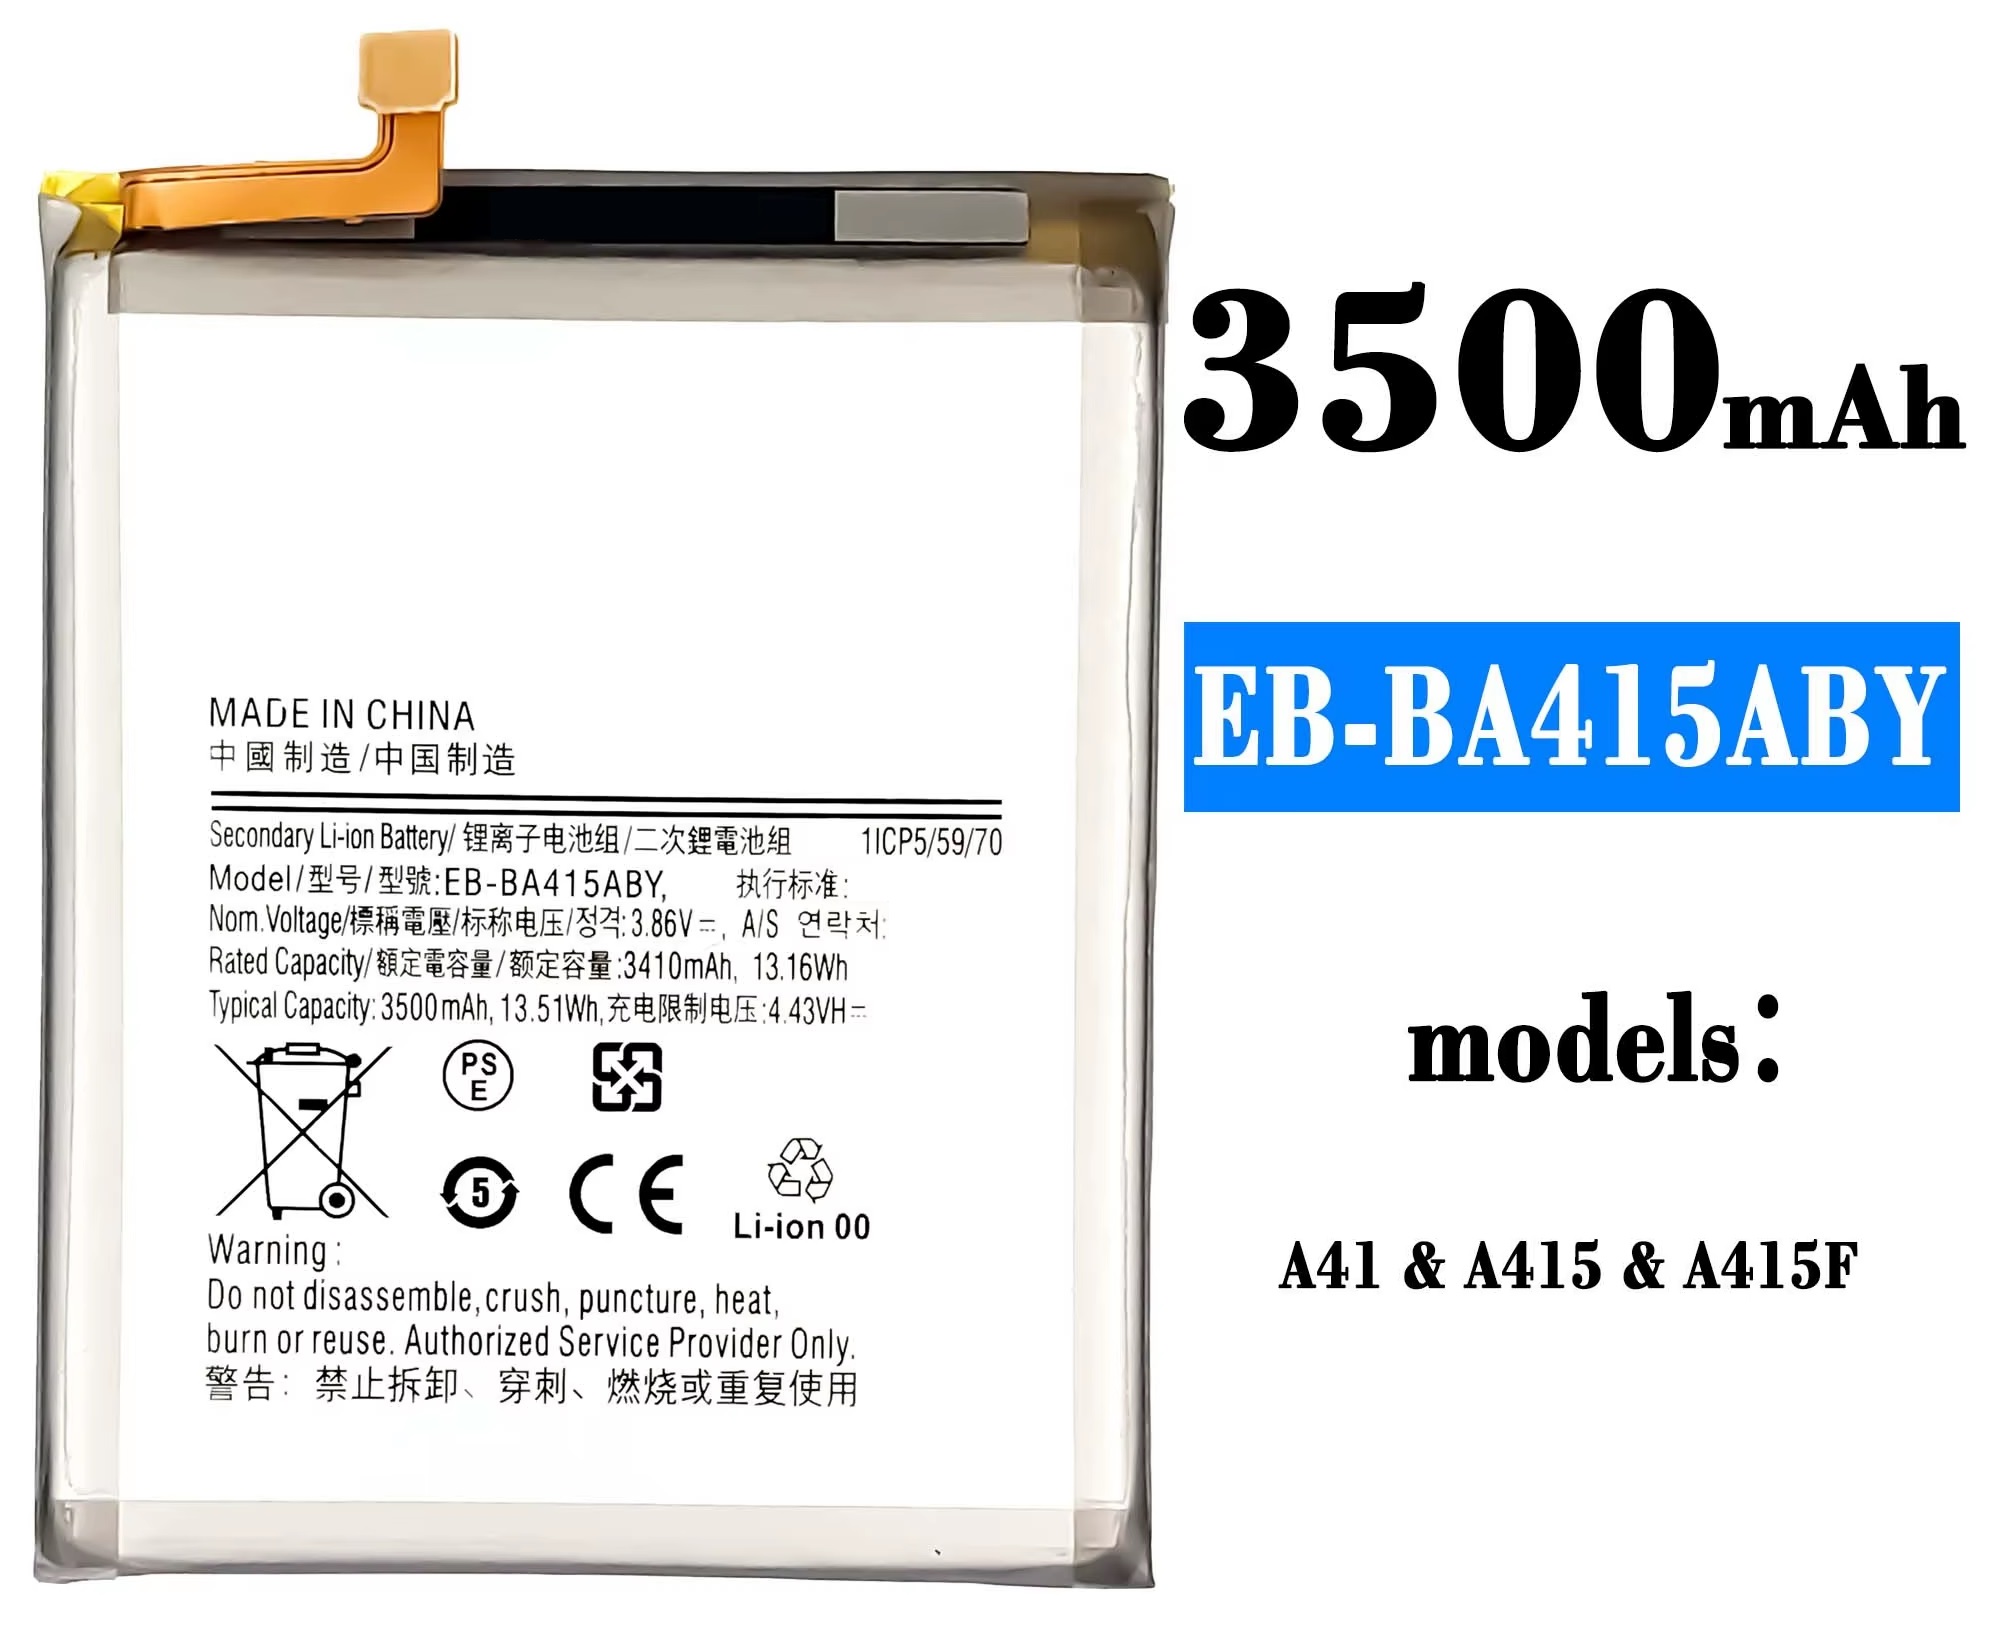 MADE IN CHINA
中國制造/中国制造
Secondary Li-ion Battery/ 锂离子电池组/二次鋰電池組 1ICP5/59/70
Model/型号/型號:EB-BA415ABY, 执行标准:
Nom.Voltage/標稱電壓/标称电压/정격:3.86V⎓, A/S 연락처:
Rated Capacity/額定電容量/额定容量:3410mAh, 13.16Wh
Typical Capacity:3500mAh, 13.51Wh,充电限制电压:4.43VH⎓
PS
E
5
CE
Li-ion 00
Warning:
Do not disassemble,crush, puncture, heat,
burn or reuse. Authorized Service Provider Only.
警告: 禁止拆卸、穿刺、燃烧或重复使用
3500mAh
EB-BA415ABY
models:
A41 & A415 & A415F